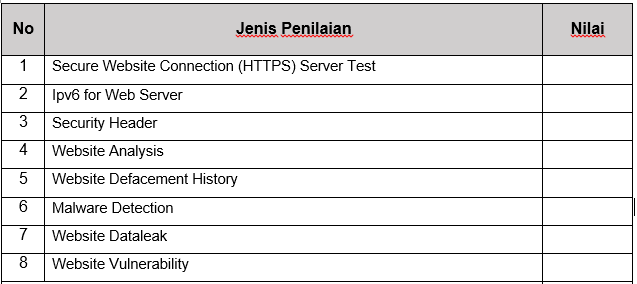 No Jenis Penilaian Nilai
1 Secure Website Connection (HTTPS) Server Test
2 Ipv6 for Web Server
3 Security Header
4 Website Analysis
5 Website Defacement History
6 Malware Detection
7 Website Dataleak
8 Website Vulnerability